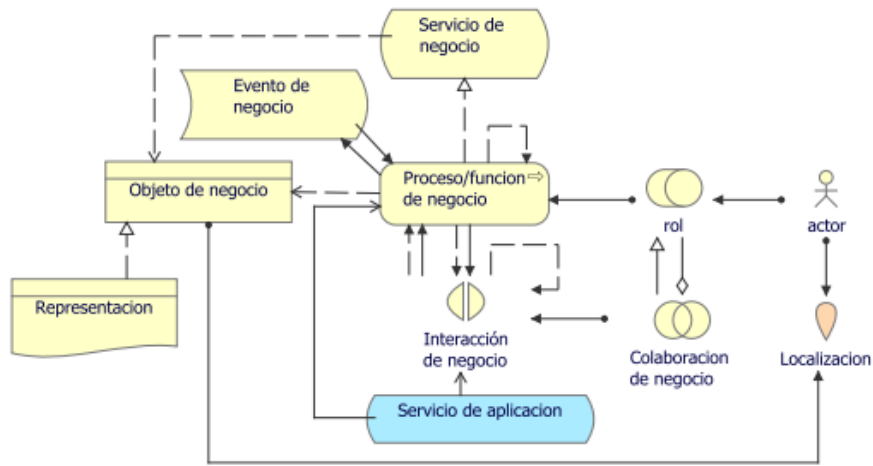 Servicio de
negocio
Evento de
negocio
Objeto de negocio
Proceso/funcion
de negocio
rol
actor
Representacion
Interacción
de negocio
Colaboracion
de negocio
Localizacion
Servicio de aplicacion